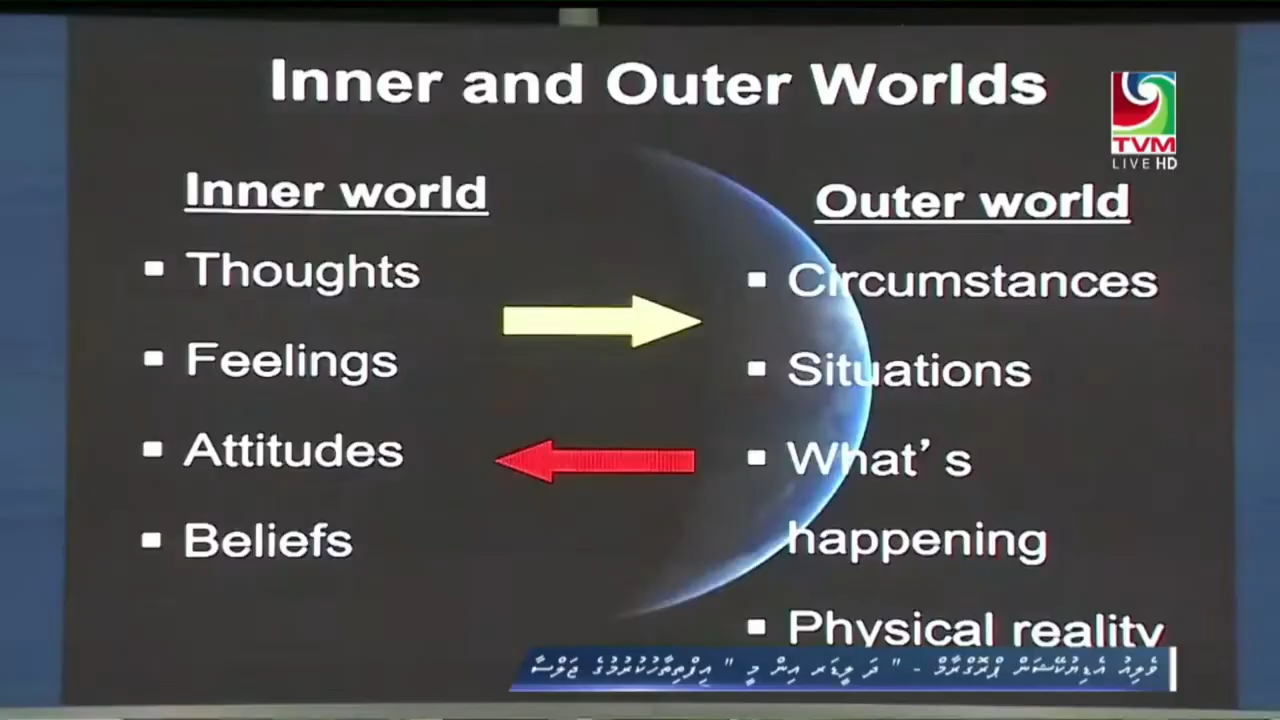 Inner and Outer Worlds
TVM
LIVE HD
Inner world
Thoughts
Feelings
Attitudes
Beliefs
Outer world
Circumstances
Situations
What's
happening
Physical reality
ވެލިއު އެޑިޔުކޭޝަން ޕްރޮގްރާމް - " ދަ ލީޑަރ އިން މީ " އިފްތިތާހުކުރުމުގެ ޖަލްސާ